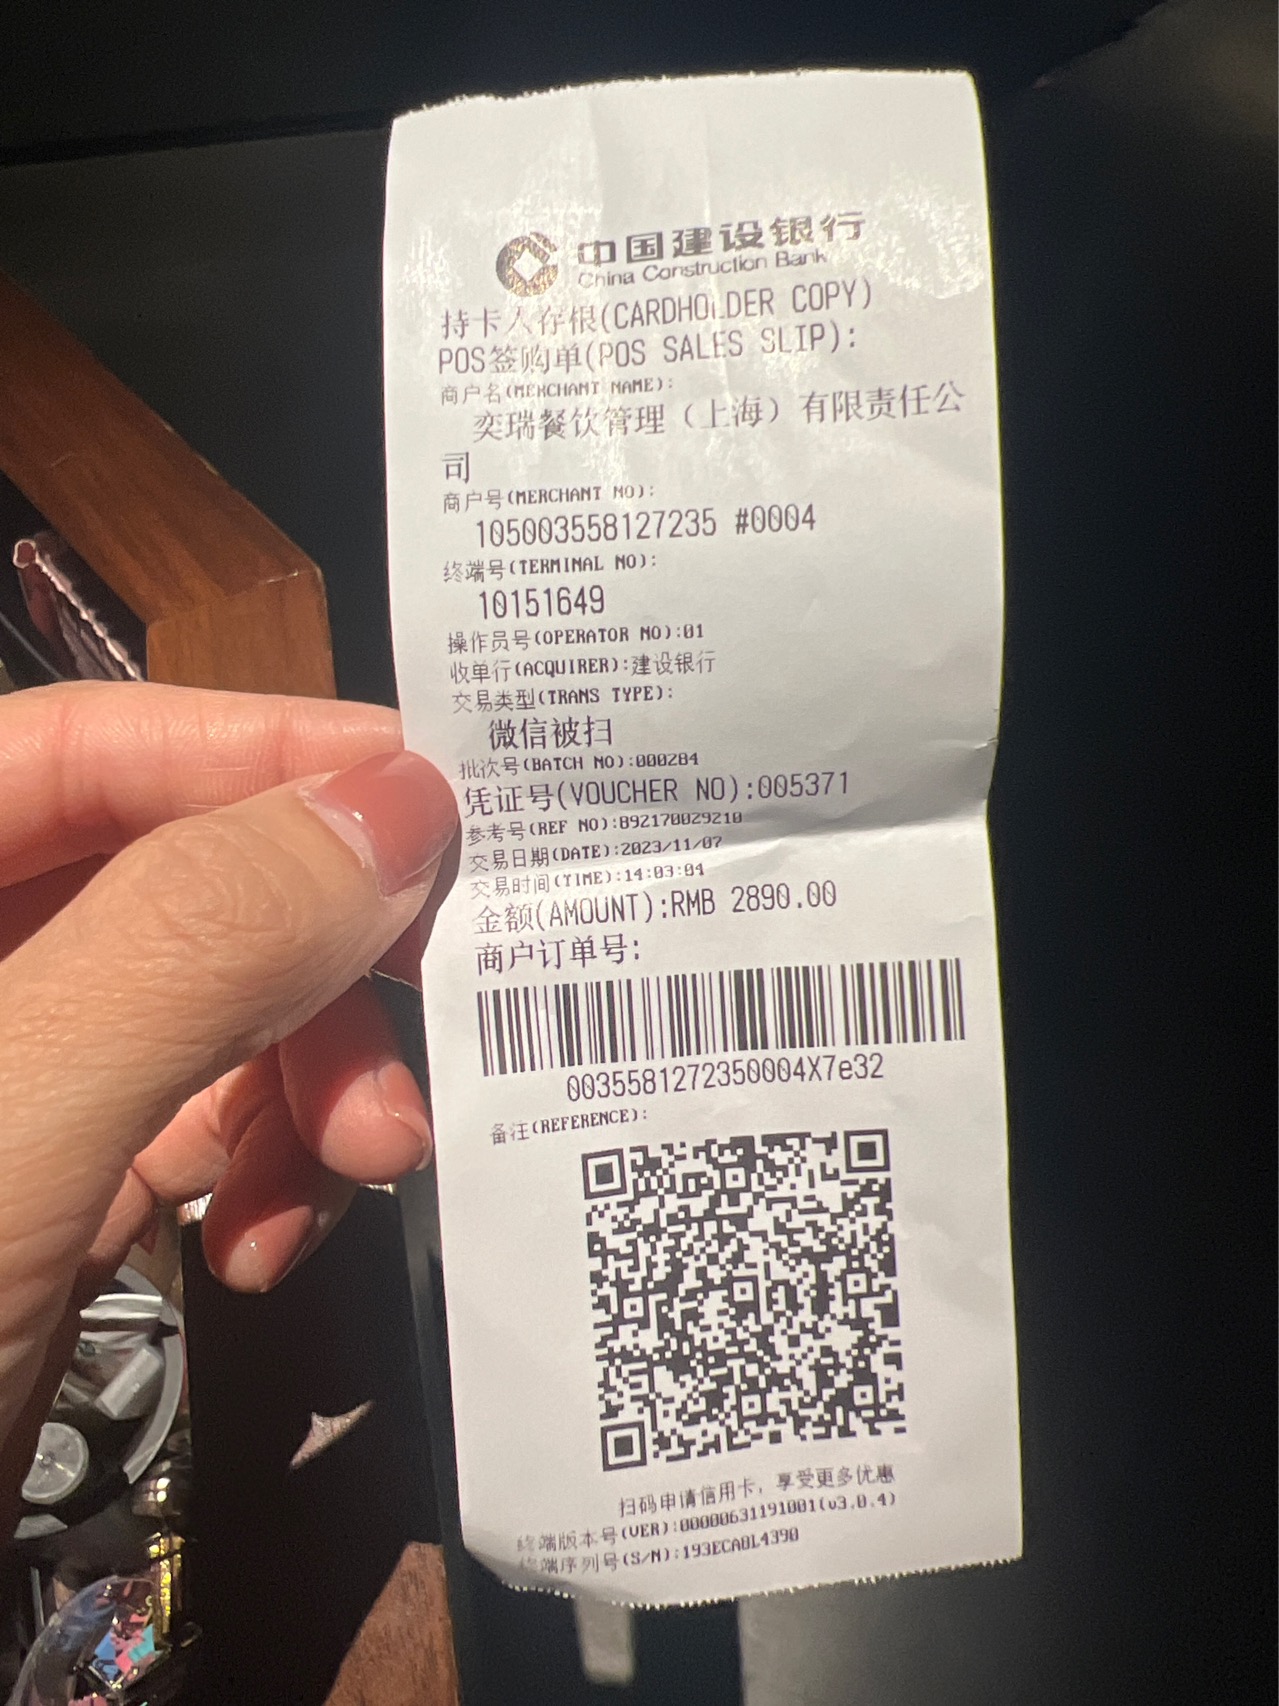 中国建设银行
China Construction Bank
持卡人存根(CARDHOLDER COPY)
POS签购单(POS SALES SLIP):
商户名(MERCHANT NAME):
奕瑞餐饮管理（上海）有限责任公
司
商户号(MERCHANT NO):
105003558127235 #0004
终端号(TERMINAL NO):
10151649
操作员号(OPERATOR NO):01
收单行(ACQUIRER):建设银行
交易类型(TRANS TYPE):
微信被扫
批次号(BATCH NO):000284
凭证号(VOUCHER NO):005371
参考号(REF NO):892170029210
交易日期(DATE):2023/11/07
交易时间(TIME):14:03:04
金额(AMOUNT):RMB 2890.00
商户订单号:
0035581272350004X7e32
备注(REFERENCE):
扫码申请信用卡，享受更多优惠
终端版本号(VER):00000631191001(v3.0.4)
终端序列号(S/N):193ECA0L4390